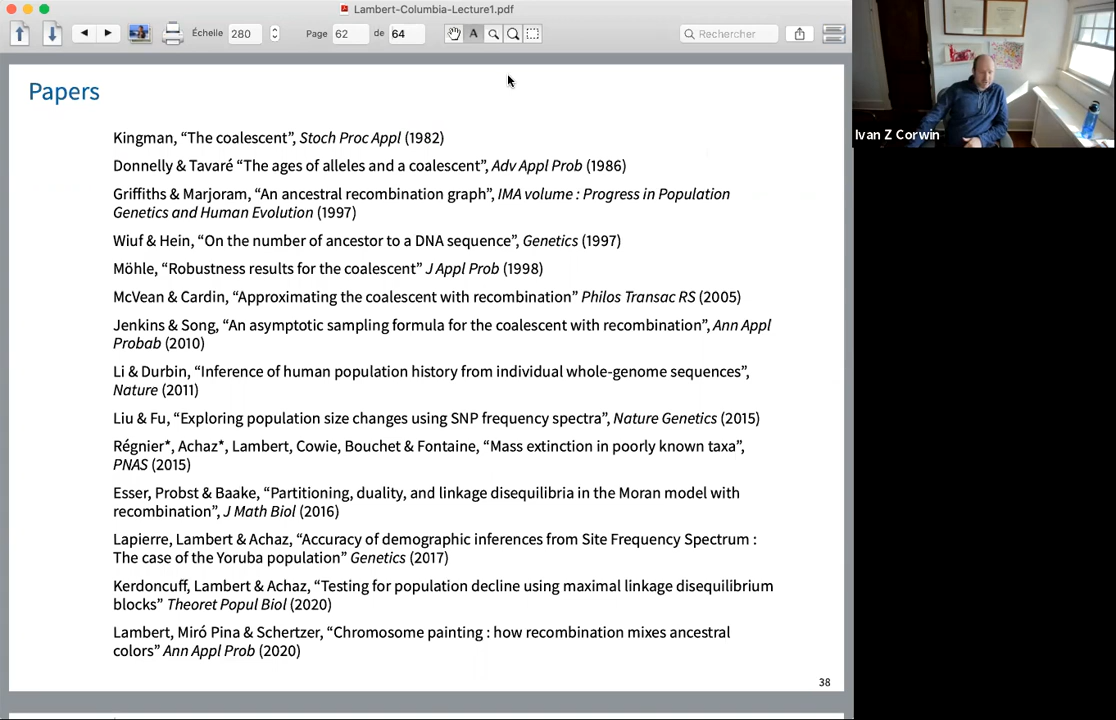 Lambert-Columbia-Lecture1.pdf
Échelle 280 Page 62 de 64 Rechercher
A
Papers
Kingman, “The coalescent”, Stoch Proc Appl (1982)
Donnelly & Tavaré “The ages of alleles and a coalescent”, Adv Appl Prob (1986)
Griffiths & Marjoram, “An ancestral recombination graph”, IMA volume : Progress in Population
Genetics and Human Evolution (1997)
Wiuf & Hein, “On the number of ancestor to a DNA sequence”, Genetics (1997)
Möhle, “Robustness results for the coalescent” J Appl Prob (1998)
McVean & Cardin, “Approximating the coalescent with recombination” Philos Transac RS (2005)
Jenkins & Song, “An asymptotic sampling formula for the coalescent with recombination”, Ann Appl
Probab (2010)
Li & Durbin, “Inference of human population history from individual whole-genome sequences”,
Nature (2011)
Liu & Fu, “Exploring population size changes using SNP frequency spectra”, Nature Genetics (2015)
Régnier*, Achaz*, Lambert, Cowie, Bouchet & Fontaine, “Mass extinction in poorly known taxa”,
PNAS (2015)
Esser, Probst & Baake, “Partitioning, duality, and linkage disequilibria in the Moran model with
recombination”, J Math Biol (2016)
Lapierre, Lambert & Achaz, “Accuracy of demographic inferences from Site Frequency Spectrum :
The case of the Yoruba population” Genetics (2017)
Kerdoncuff, Lambert & Achaz, “Testing for population decline using maximal linkage disequilibrium
blocks” Theoret Popul Biol (2020)
Lambert, Miró Pina & Schertzer, “Chromosome painting : how recombination mixes ancestral
colors” Ann Appl Prob (2020)
38
Ivan Z Corwin